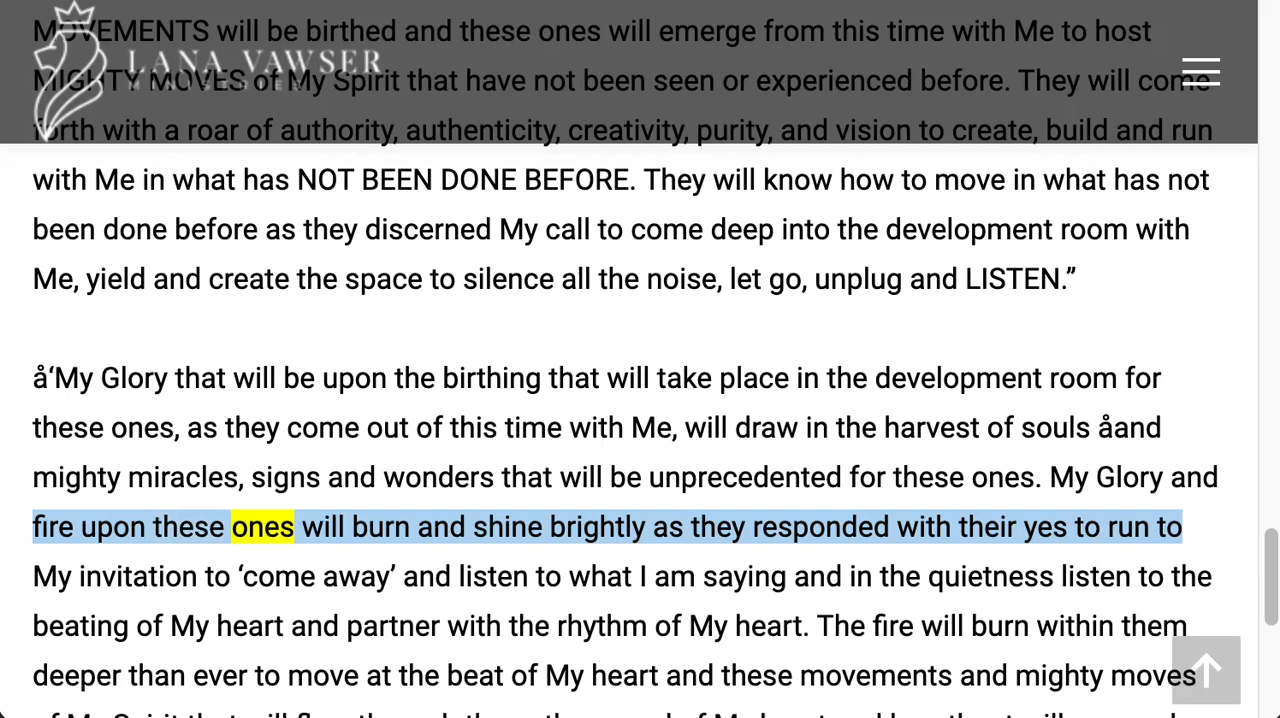 MOVEMENTS will be birthed and these ones will emerge from this time with Me to host
LANA VAWSER
MINISTRIES
MIGHTY MOVES of My Spirit that have not been seen or experienced before. They will come
forth with a roar of authority, authenticity, creativity, purity, and vision to create, build and run
with Me in what has NOT BEEN DONE BEFORE. They will know how to move in what has not
been done before as they discerned My call to come deep into the development room with
Me, yield and create the space to silence all the noise, let go, unplug and LISTEN.”
å‘My Glory that will be upon the birthing that will take place in the development room for
these ones, as they come out of this time with Me, will draw in the harvest of souls åand
mighty miracles, signs and wonders that will be unprecedented for these ones. My Glory and
fire upon these ones will burn and shine brightly as they responded with their yes to run to
My invitation to ‘come away’ and listen to what I am saying and in the quietness listen to the
beating of My heart and partner with the rhythm of My heart. The fire will burn within them
deeper than ever to move at the beat of My heart and these movements and mighty moves